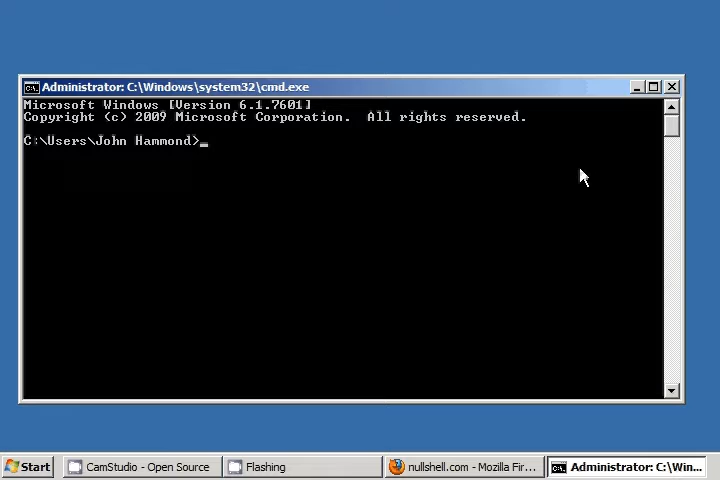 Administrator: C:\Windows\system32\cmd.exe
Microsoft Windows [Version 6.1.7601]
Copyright (c) 2009 Microsoft Corporation.  All rights reserved.
C:\Users\John Hammond>_
Start
CamStudio - Open Source
Flashing
nullshell.com - Mozilla Fir...
Administrator: C:\Win...